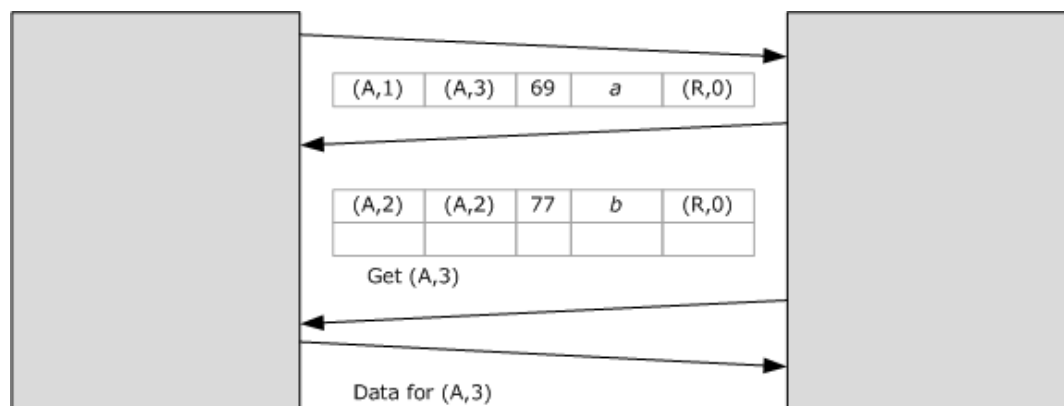 (A,1) (A,3) 69 a (R,0)
(A,2) (A,2) 77 b (R,0)
Get (A,3)
Data for (A,3)